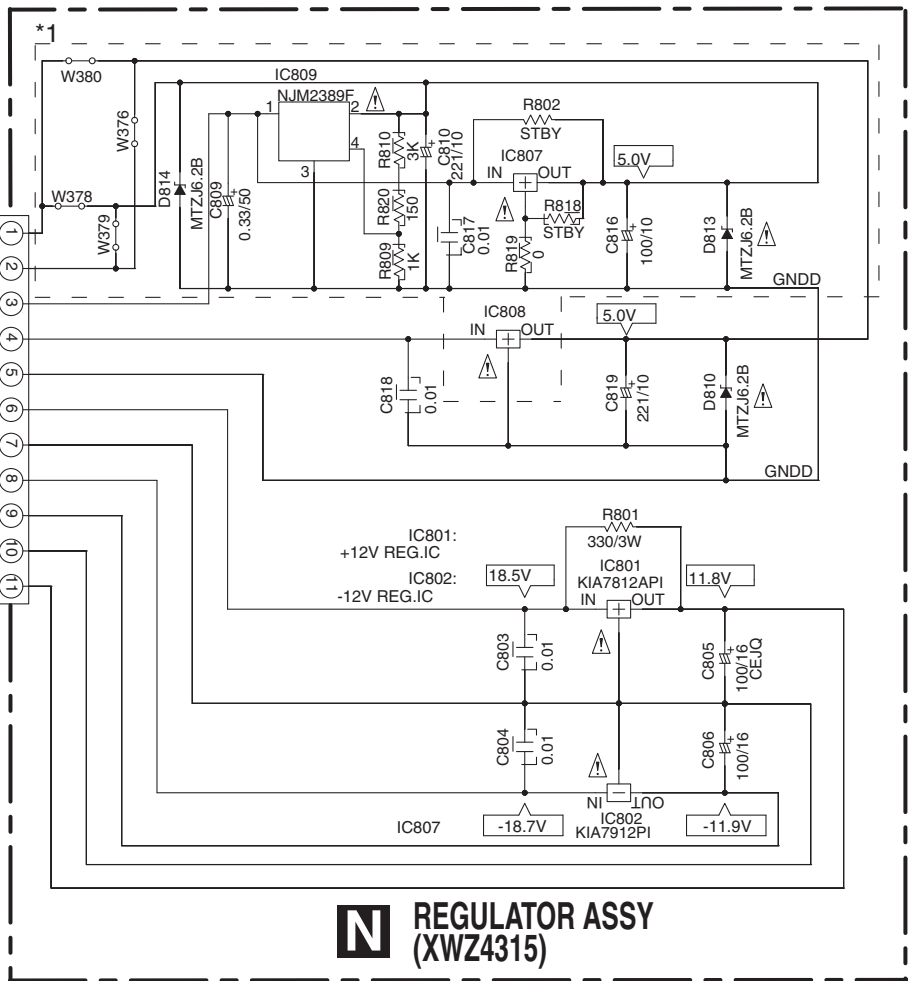 *1
W380
W376
W378
W379
IC809
NJM2389F
1
2
4
3
D814
MTZJ6.2B
C809
+
0.33/50
R810
3K
R820
150
R809
1K
C810
221/10
+
R802
STBY
IC807
IN
+
OUT
5.0V
R818
STBY
C817
0.01
R819
0
C816
100/10
+
D813
MTZJ6.2B
GNDD
1
2
3
4
5
6
7
8
9
10
11
IC808
IN
+
OUT
5.0V
C818
0.01
C819
221/10
+
D810
MTZJ6.2B
GNDD
R801
330/3W
IC801:
+12V REG.IC
IC802:
-12V REG.IC
IC801
KIA7812API
IN
+
OUT
18.5V
11.8V
C803
0.01
C805
100/16
CEJQ
+
C804
0.01
C806
100/16
+
IN
−
OUT
IC802
KIA7912PI
IC807
-18.7V
-11.9V
N
REGULATOR ASSY
(XWZ4315)